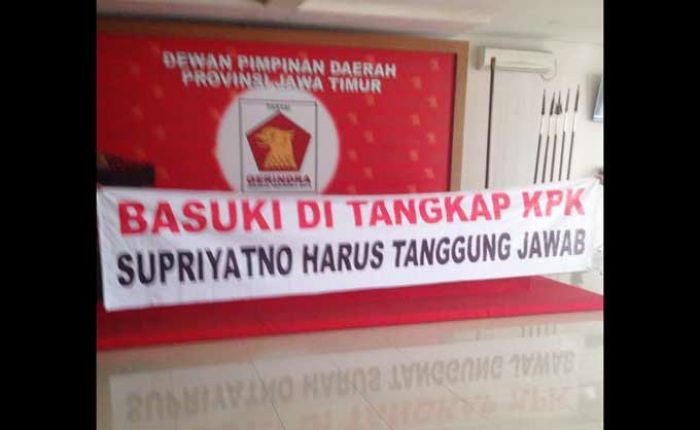 DEWAN PIMPINAN DAERAH
PROVINSI JAWA TIMUR
PARTAI
GERINDRA
BASUKI DI TANGKAP KPK
SUPRIYATNO HARUS TANGGUNG JAWAB